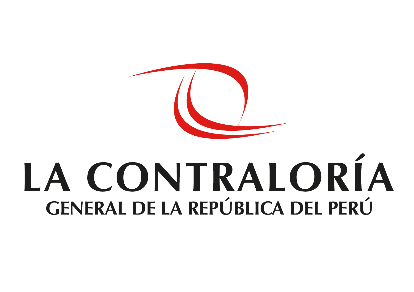 LA CONTRALORÍA
GENERAL DE LA REPÚBLICA DEL PERÚ